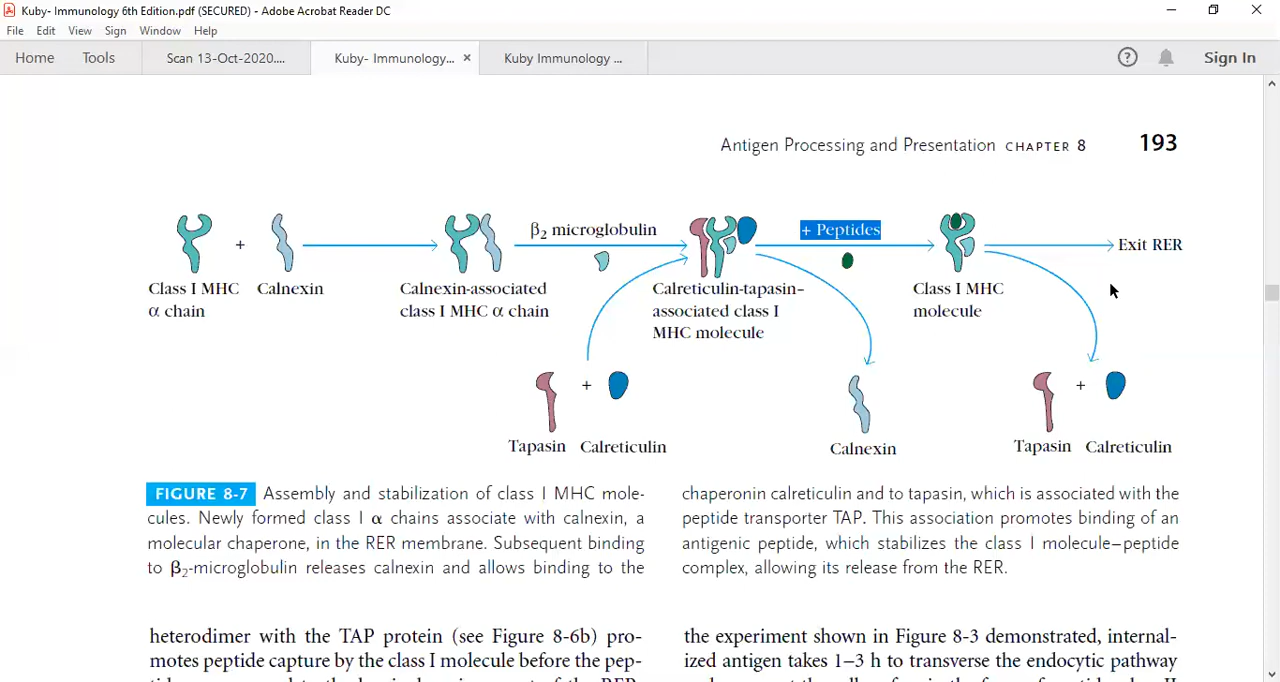 Kuby- Immunology 6th Edition.pdf (SECURED) - Adobe Acrobat Reader DC
File Edit View Sign Window Help
Home Tools Scan 13-Oct-2020.... Kuby- Immunology... × Kuby Immunology ... ? Sign In
Antigen Processing and Presentation CHAPTER 8 193
+ β2 microglobulin + Peptides Exit RER
Class I MHC α chain
Calnexin
Calnexin-associated class I MHC α chain
Calreticulin-tapasin–associated class I MHC molecule
Class I MHC molecule
+ +
Tapasin Calreticulin Calnexin Tapasin Calreticulin
FIGURE 8-7 Assembly and stabilization of class I MHC mole-
cules. Newly formed class I α chains associate with calnexin, a
molecular chaperone, in the RER membrane. Subsequent binding
to β2-microglobulin releases calnexin and allows binding to the
chaperonin calreticulin and to tapasin, which is associated with the
peptide transporter TAP. This association promotes binding of an
antigenic peptide, which stabilizes the class I molecule–peptide
complex, allowing its release from the RER.
heterodimer with the TAP protein (see Figure 8-6b) pro-
motes peptide capture by the class I molecule before the pep-
the experiment shown in Figure 8-3 demonstrated, internal-
ized antigen takes 1–3 h to transverse the endocytic pathway